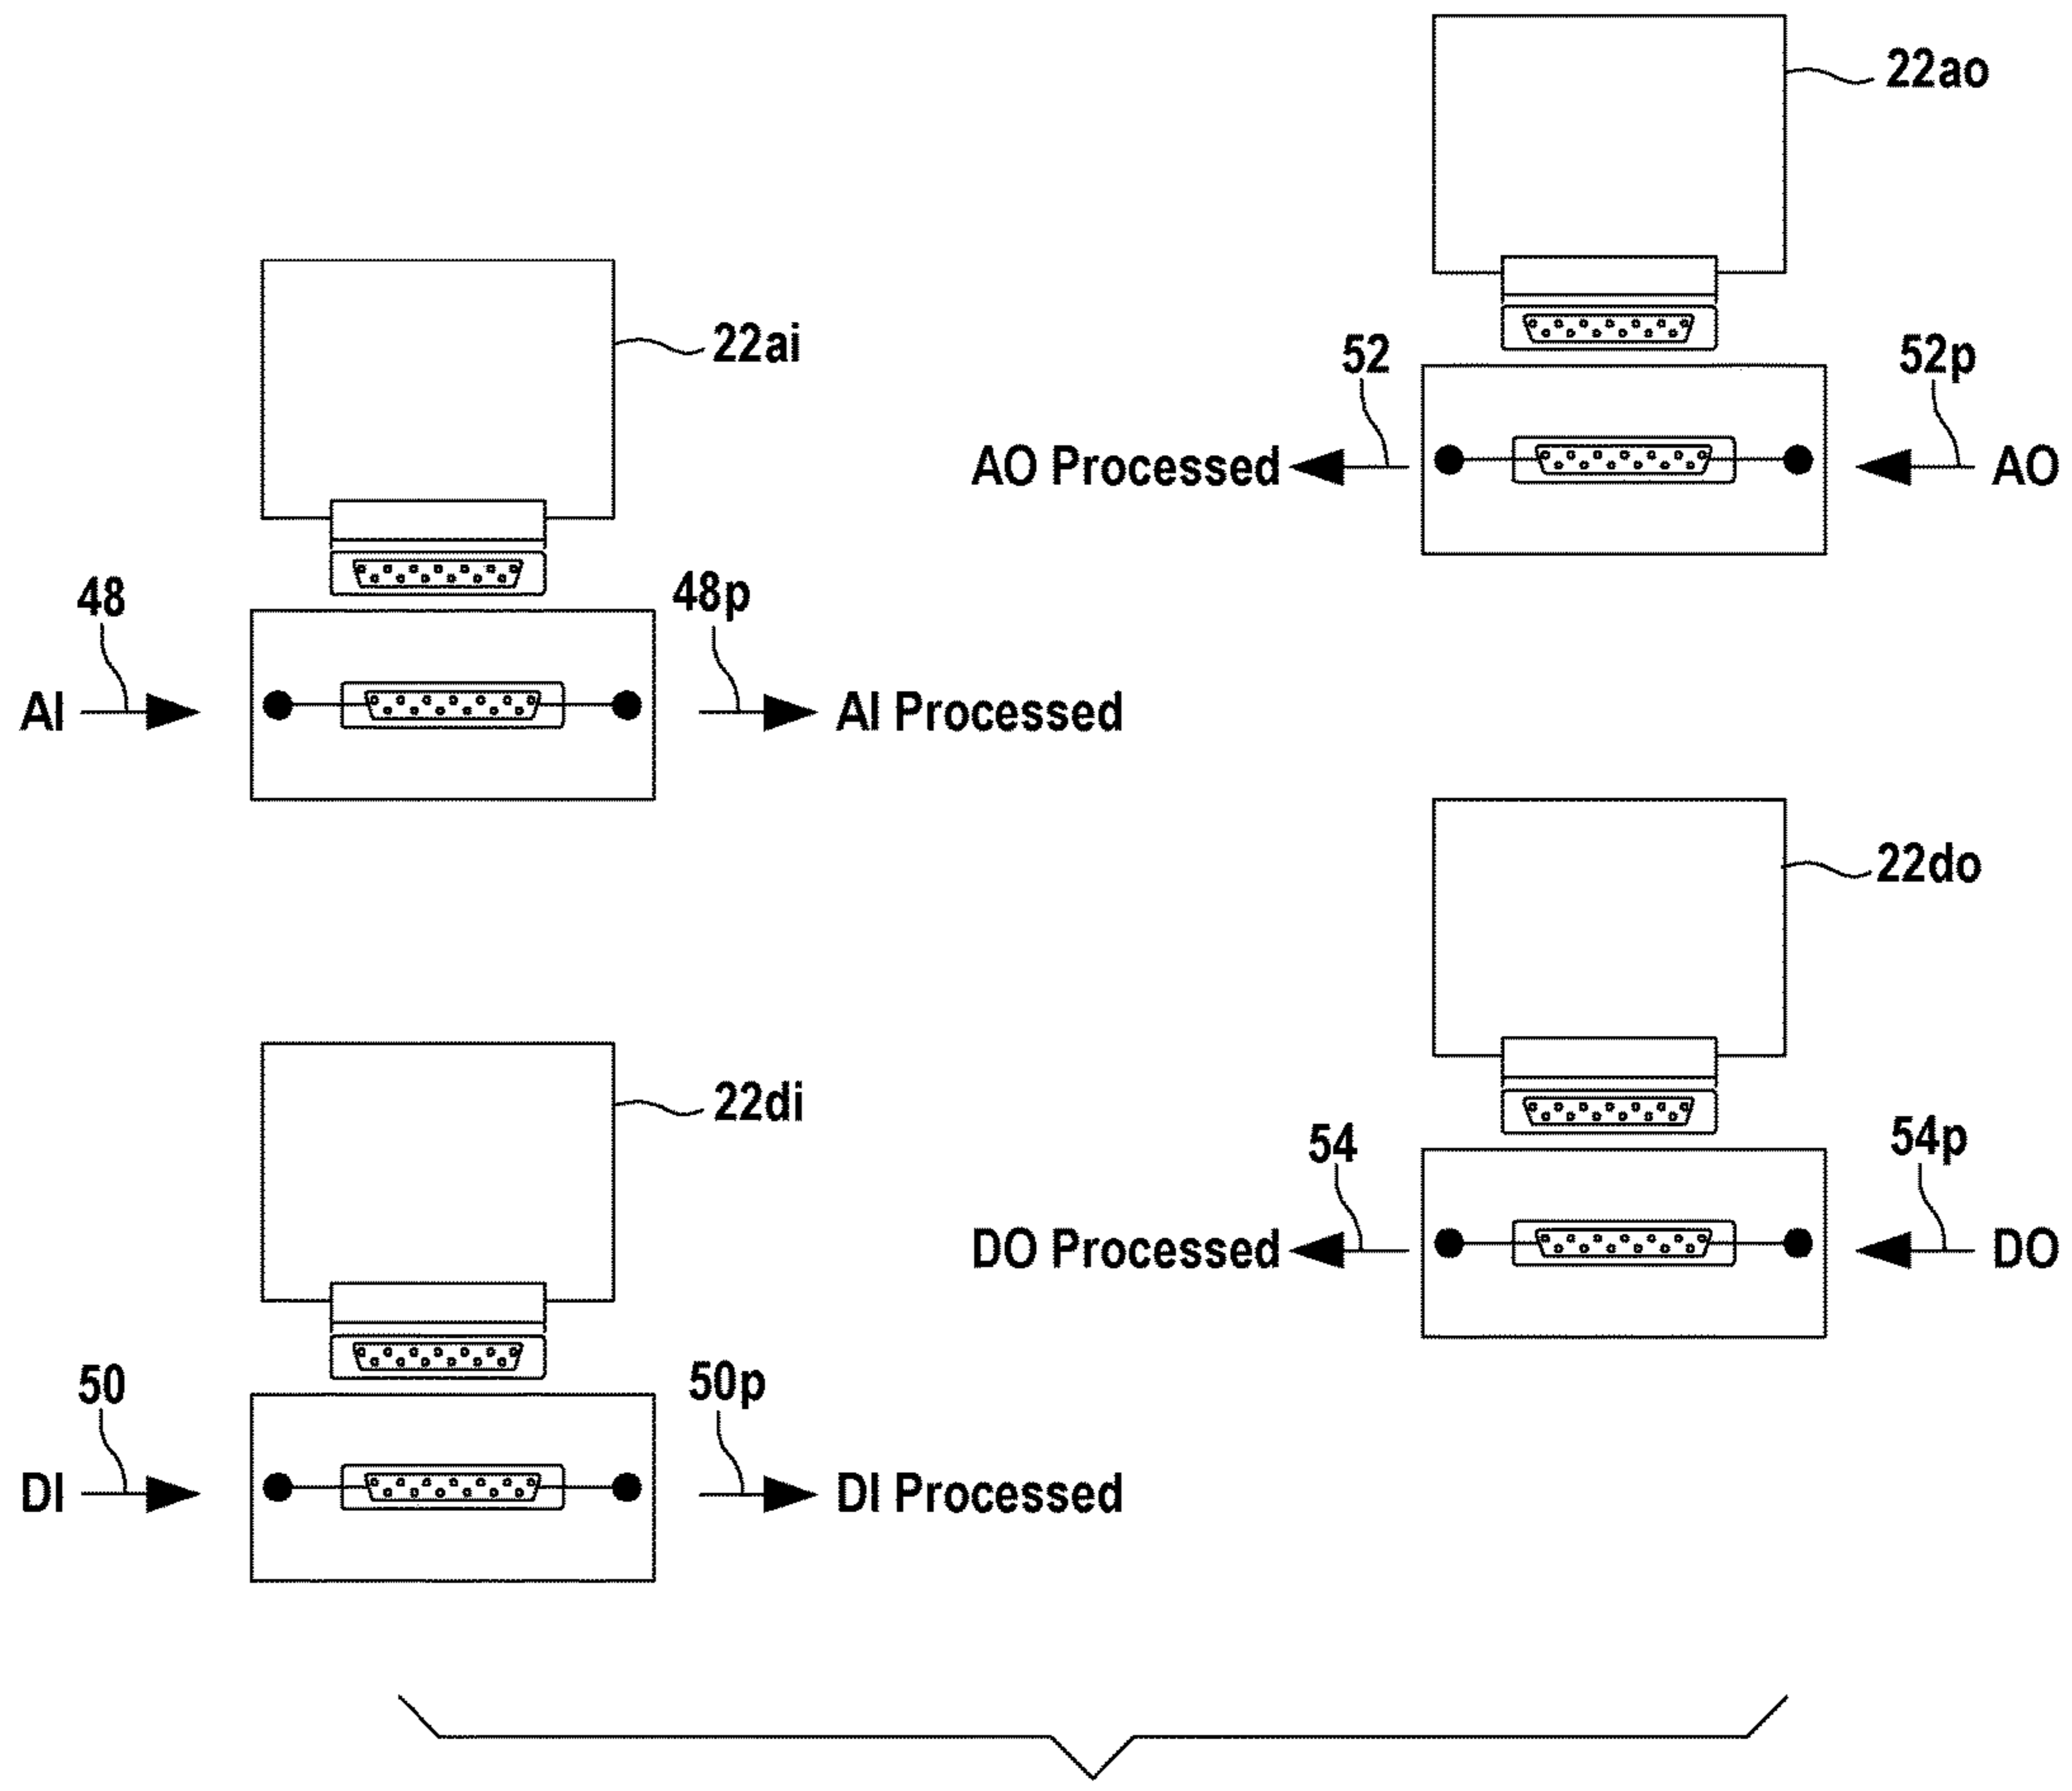 22ao
22ai
52
52p
AO Processed
AO
48
48p
AI
AI Processed
22do
22di
54
54p
DO Processed
DO
50
50p
DI
DI Processed